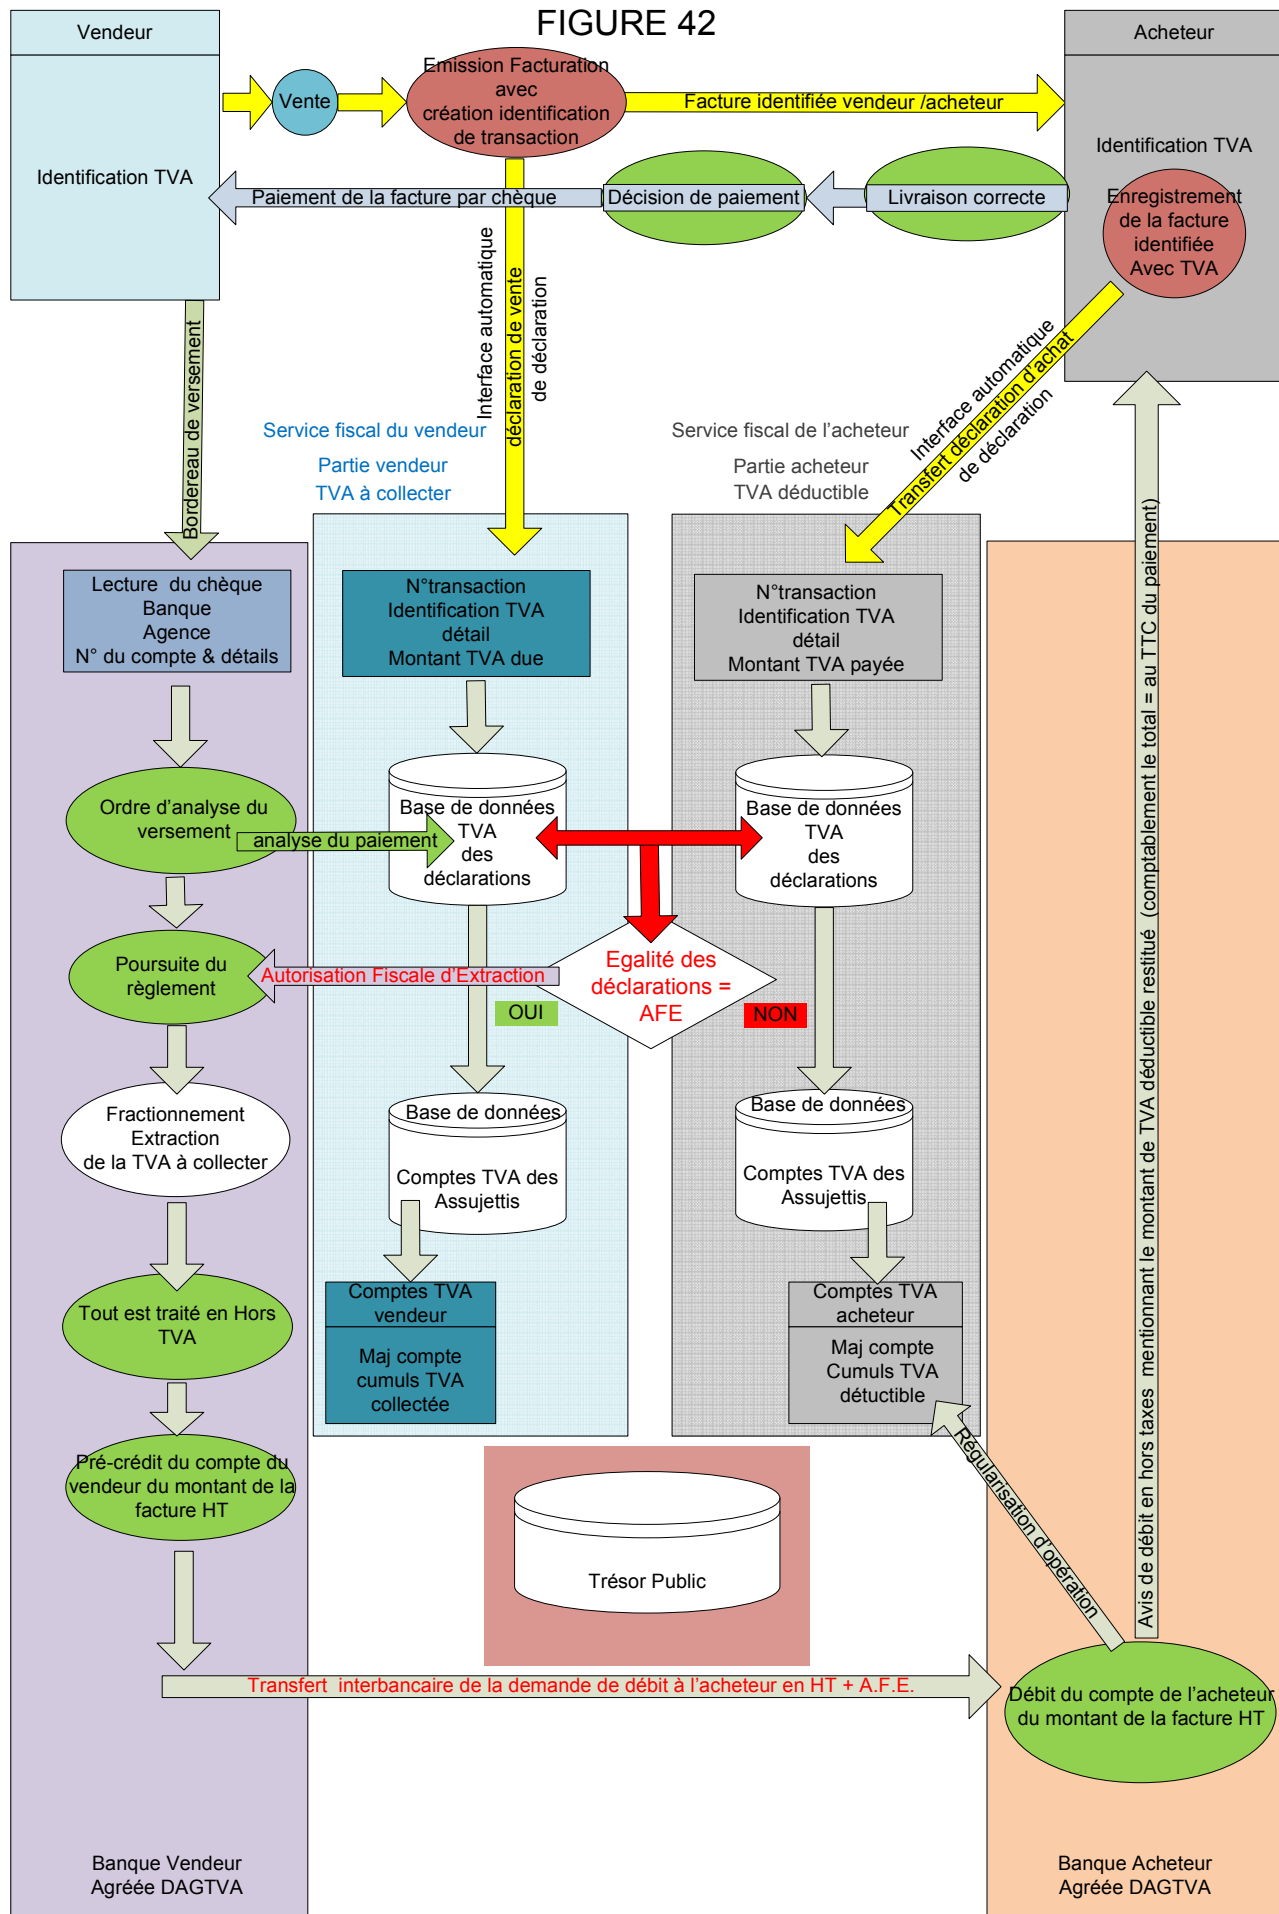 FIGURE 42
Vendeur
Identification TVA
Vente
Emission Facturation
avec
création identification
de transaction
Facture identifiée vendeur /acheteur
Acheteur
Identification TVA
Enregistrement
de la facture
identifiée
Avec TVA
Paiement de la facture par chèque
Décision de paiement
Livraison correcte
Bordereau de versement
Interface automatique
déclaration de vente
de déclaration
Interface automatique
Transfert déclaration d'achat
de déclaration
Service fiscal du vendeur
Partie vendeur
TVA à collecter
Service fiscal de l'acheteur
Partie acheteur
TVA déductible
Lecture du chèque
Banque
Agence
N° du compte & détails
N°transaction
Identification TVA
détail
Montant TVA due
N°transaction
Identification TVA
détail
Montant TVA payée
Ordre d'analyse du
versement
analyse du paiement
Base de données
TVA
des
déclarations
Base de données
TVA
des
déclarations
Poursuite du
règlement
Autorisation Fiscale d'Extraction
Egalité des
déclarations =
AFE
OUI
NON
Fractionnement
Extraction
de la TVA à collecter
Base de données
Comptes TVA des
Assujettis
Base de données
Comptes TVA des
Assujettis
Tout est traité en Hors
TVA
Comptes TVA
vendeur
Maj compte
cumuls TVA
collectée
Comptes TVA
acheteur
Maj compte
Cumuls TVA
détuctible
Pré-crédit du compte du
vendeur du montant de la
facture HT
Trésor Public
Régularisation d'opération
Avis de débit en hors taxes mentionnant le montant de TVA déductible restitué (comptablement le total = au TTC du paiement)
Transfert interbancaire de la demande de débit à l'acheteur en HT + A.F.E.
Débit du compte de l'acheteur
du montant de la facture HT
Banque Vendeur
Agréée DAGTVA
Banque Acheteur
Agréée DAGTVA